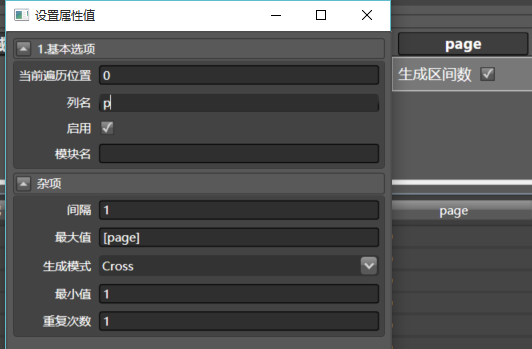 设置属性值
1.基本选项
当前遍历位置 0
列名 p
启用
模块名
杂项
间隔 1
最大值 [page]
生成模式 Cross
最小值 1
重复次数 1
page
生成区间数
page